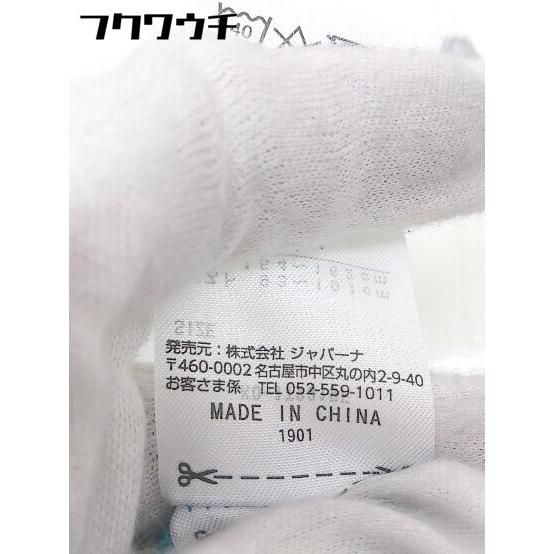 フクワウチ
40
SIZE
発売元：株式会社 ジャパーナ
〒460-0002 名古屋市中区丸の内2-9-40
お客さま係 TEL 052-559-1011
MADE IN CHINA
1901